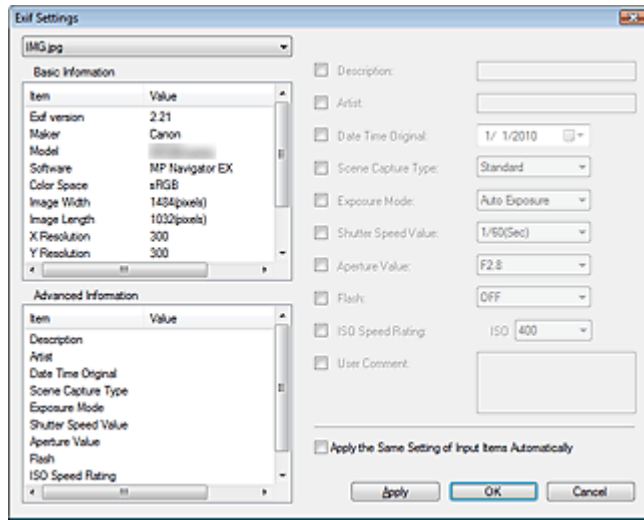 Exif Settings
IMG.jpg
Basic Information
Item Value
Exif version 2.21
Maker Canon
Model
Software MP Navigator EX
Color Space sRGB
Image Width 1484(pixels)
Image Length 1032(pixels)
X Resolution 300
Y Resolution 300
Advanced Information
Item Value
Description
Artist
Date Time Original
Scene Capture Type
Exposure Mode
Shutter Speed Value
Aperture Value
Flash
ISO Speed Rating
Description:
Artist:
Date Time Original: 1/ 1/2010
Scene Capture Type: Standard
Exposure Mode: Auto Exposure
Shutter Speed Value: 1/60(Sec)
Aperture Value: F2.8
Flash: OFF
ISO Speed Rating: ISO 400
User Comment:
Apply the Same Setting of Input Items Automatically
Apply OK Cancel